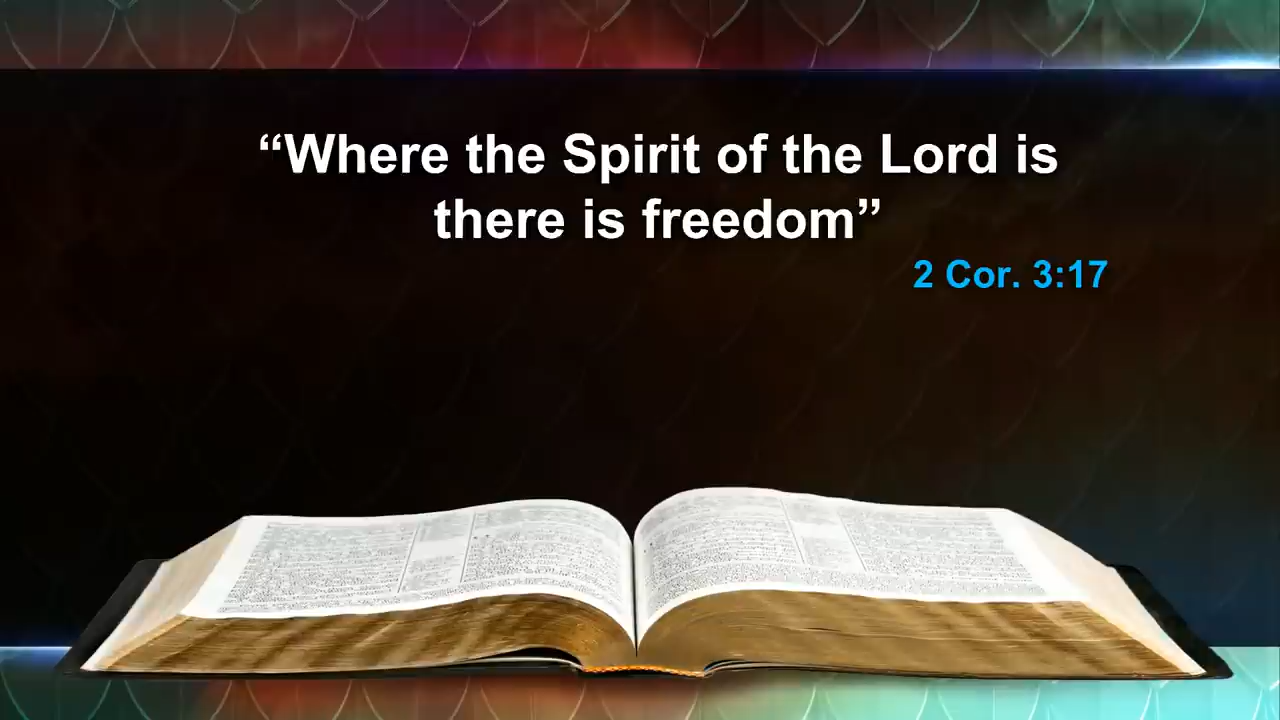 “Where the Spirit of the Lord is
there is freedom”
2 Cor. 3:17